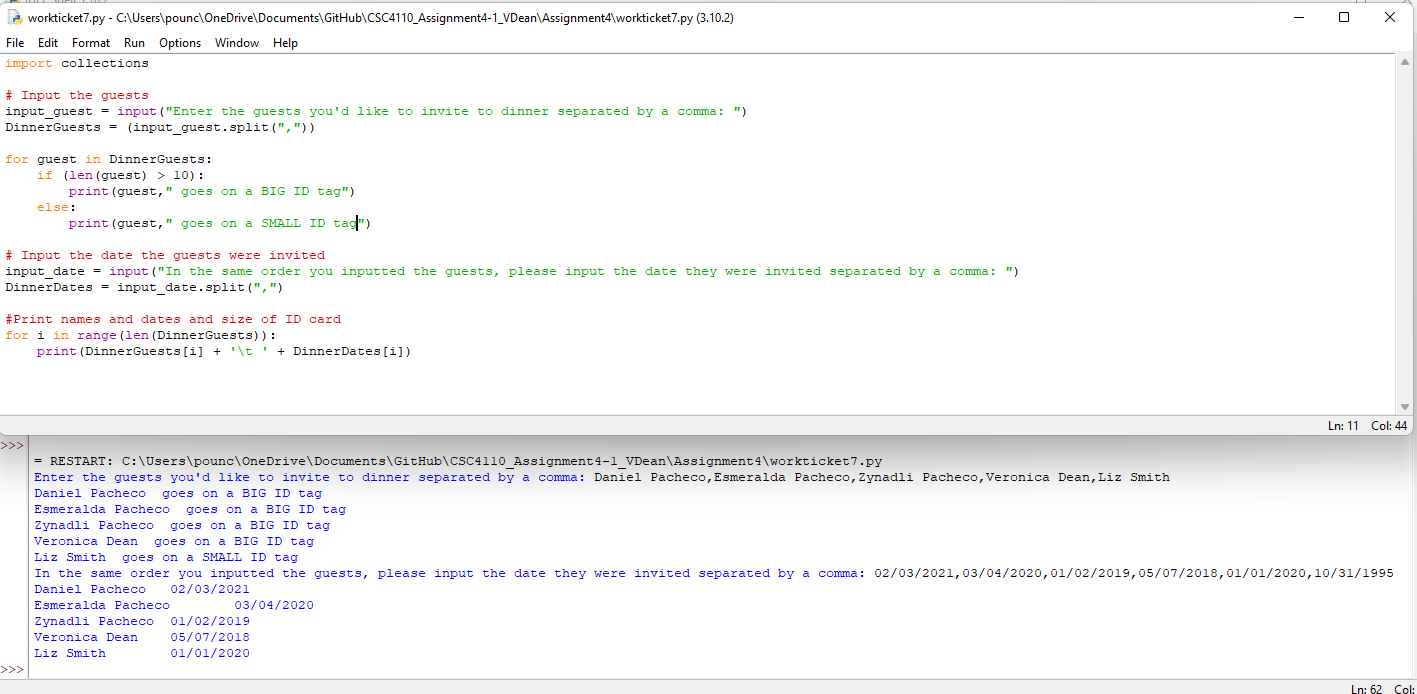 workticket7.py - C:\Users\pounc\OneDrive\Documents\GitHub\CSC4110_Assignment4-1_VDean\Assignment4\workticket7.py (3.10.2)
File Edit Format Run Options Window Help
import collections
# Input the guests
input_guest = input("Enter the guests you'd like to invite to dinner separated by a comma: ")
DinnerGuests = (input_guest.split(","))
for guest in DinnerGuests:
    if (len(guest) > 10):
        print(guest," goes on a BIG ID tag")
    else:
        print(guest," goes on a SMALL ID tag")
# Input the date the guests were invited
input_date = input("In the same order you inputted the guests, please input the date they were invited separated by a comma: ")
DinnerDates = input_date.split(",")
#Print names and dates and size of ID card
for i in range(len(DinnerGuests)):
    print(DinnerGuests[i] + '\t ' + DinnerDates[i])
Ln: 11 Col: 44
>>>
= RESTART: C:\Users\pounc\OneDrive\Documents\GitHub\CSC4110_Assignment4-1_VDean\Assignment4\workticket7.py
Enter the guests you'd like to invite to dinner separated by a comma: Daniel Pacheco,Esmeralda Pacheco,Zynadli Pacheco,Veronica Dean,Liz Smith
Daniel Pacheco  goes on a BIG ID tag
Esmeralda Pacheco  goes on a BIG ID tag
Zynadli Pacheco  goes on a BIG ID tag
Veronica Dean  goes on a BIG ID tag
Liz Smith  goes on a SMALL ID tag
In the same order you inputted the guests, please input the date they were invited separated by a comma: 02/03/2021,03/04/2020,01/02/2019,05/07/2018,01/01/2020,10/31/1995
Daniel Pacheco   02/03/2021
Esmeralda Pacheco        03/04/2020
Zynadli Pacheco  01/02/2019
Veronica Dean    05/07/2018
Liz Smith        01/01/2020
>>>
Ln: 62 Col: